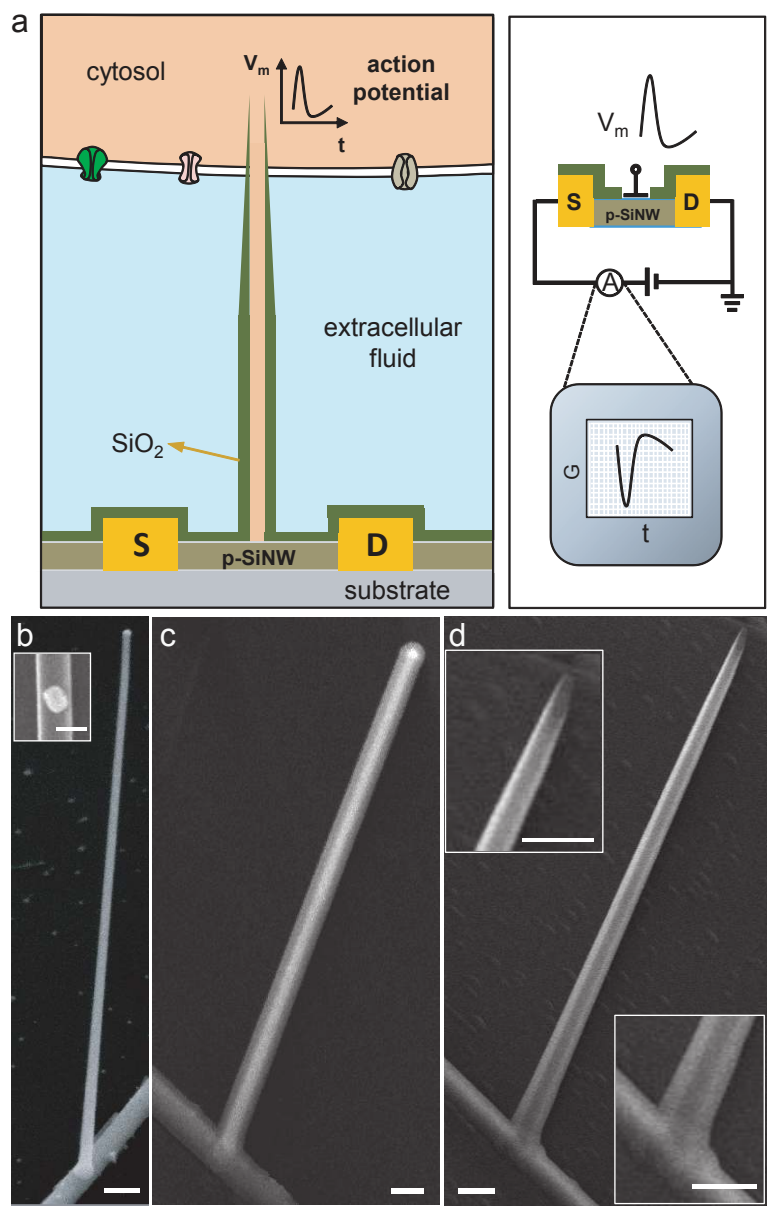 a
cytosol
Vm
action
potential
t
extracellular
fluid
SiO2
S
D
p-SiNW
substrate
Vm
S
D
p-SiNW
A
G
t
b
c
d